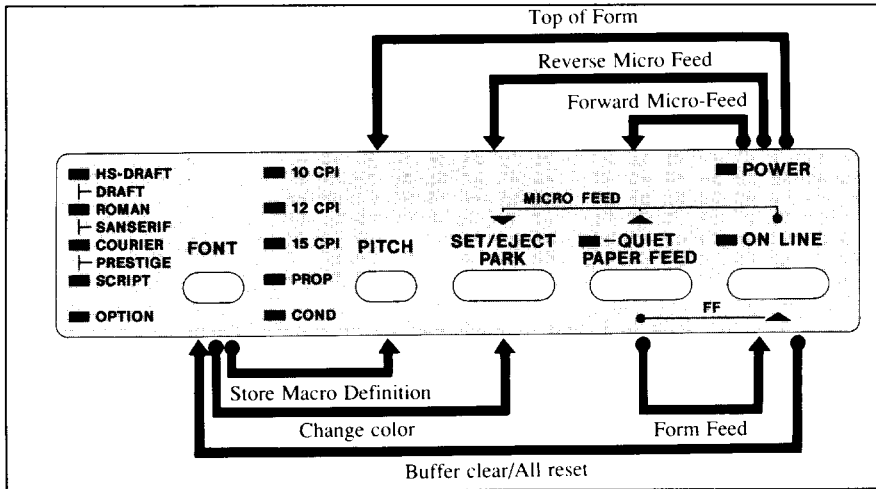 Top of Form
Reverse Micro Feed
Forward Micro-Feed
HS-DRAFT
DRAFT
ROMAN
SANSERIF
COURIER
PRESTIGE
SCRIPT
OPTION
FONT
10 CPI
12 CPI
15 CPI
PROP
COND
PITCH
POWER
MICRO FEED
SET/EJECT
PARK
-QUIET
PAPER FEED
ON LINE
FF
Store Macro Definition
Change color
Form Feed
Buffer clear/All reset